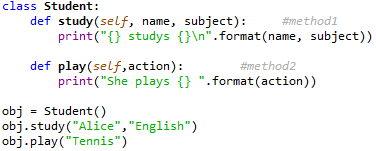 class Student:
    def study(self, name, subject):     #method1
        print("{} studys {}\n".format(name, subject))

    def play(self,action):         #method2
        print("She plays {} ".format(action))

obj = Student()
obj.study("Alice","English")
obj.play("Tennis")